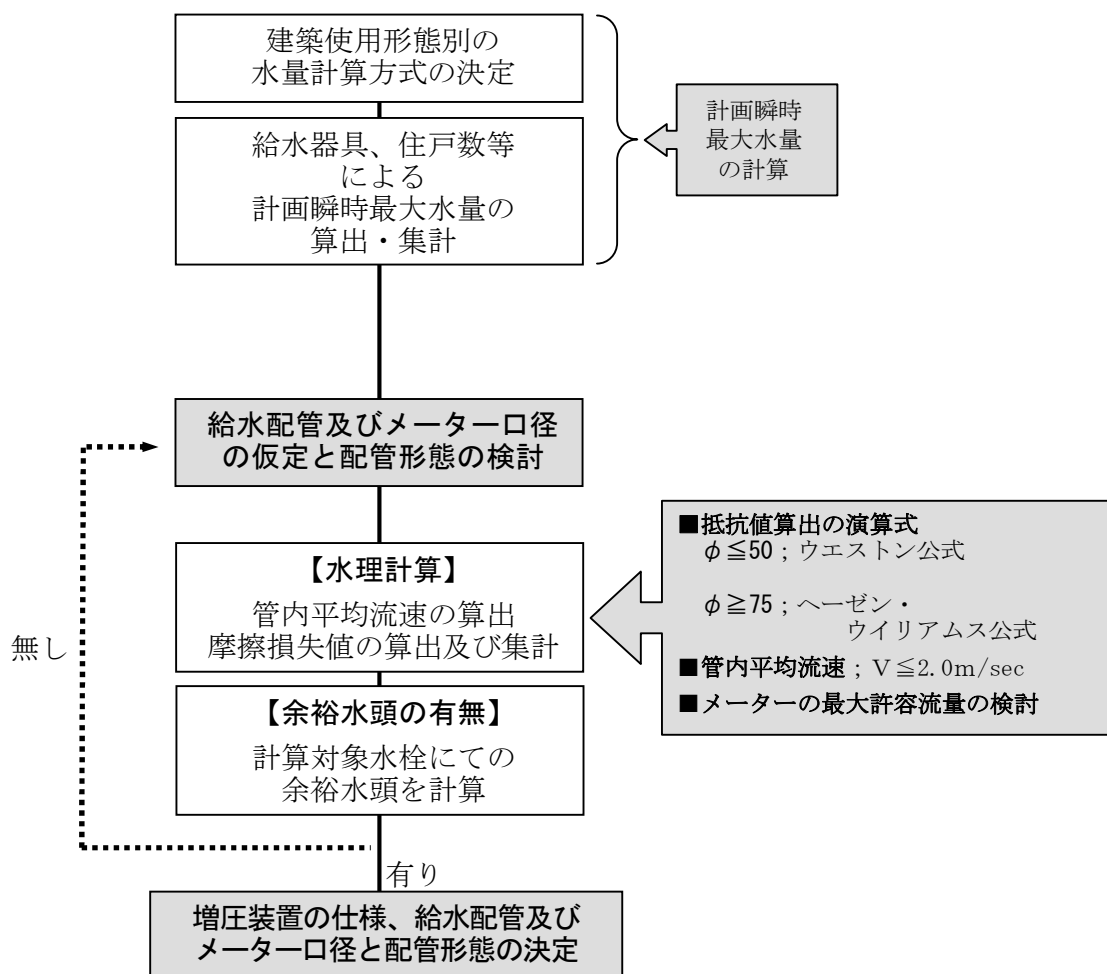 建築使用形態別の
水量計算方式の決定
給水器具、住戸数等
による
計画瞬時最大水量の
算出・集計
計画瞬時
最大水量
の計算
給水配管及びメーター口径
の仮定と配管形態の検討
【水理計算】
管内平均流速の算出
摩擦損失値の算出及び集計
■抵抗値算出の演算式
φ≦50；ウエストン公式
φ≧75；ヘーゼン・
ウイリアムス公式
■管内平均流速；Ｖ≦2.0m/sec
■メーターの最大許容流量の検討
無し
【余裕水頭の有無】
計算対象水栓にての
余裕水頭を計算
有り
増圧装置の仕様、給水配管及び
メーター口径と配管形態の決定